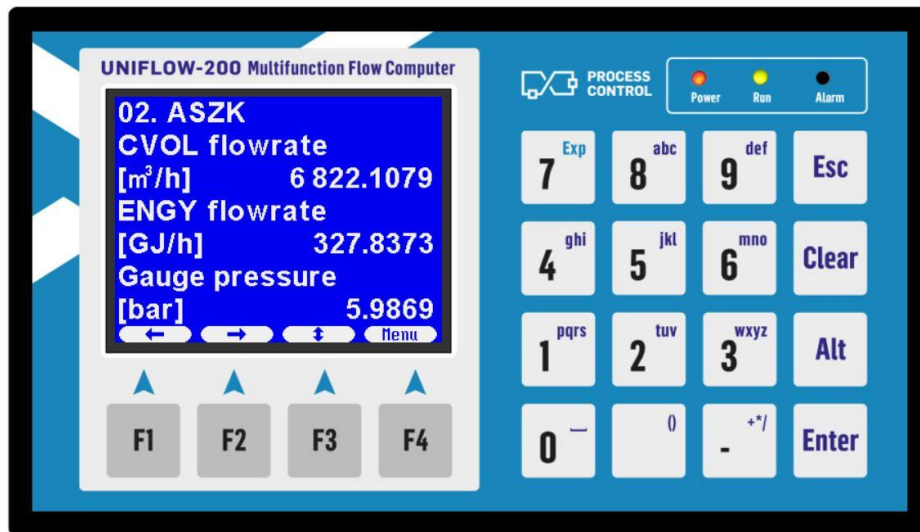 UNIFLOW-200 Multifunction Flow Computer
02. ASZK
CVOL flowrate
[m³/h] 6 822.1079
ENGY flowrate
[GJ/h] 327.8373
Gauge pressure
[bar] 5.9869
← → ↕ Menu
F1 F2 F3 F4
PROCESS
CONTROL
Power Run Alarm
7 Exp 8 abc 9 def Esc
4 ghi 5 jkl 6 mno Clear
1 pqrs 2 tuv 3 wxyz Alt
0 _ () - +*/ Enter